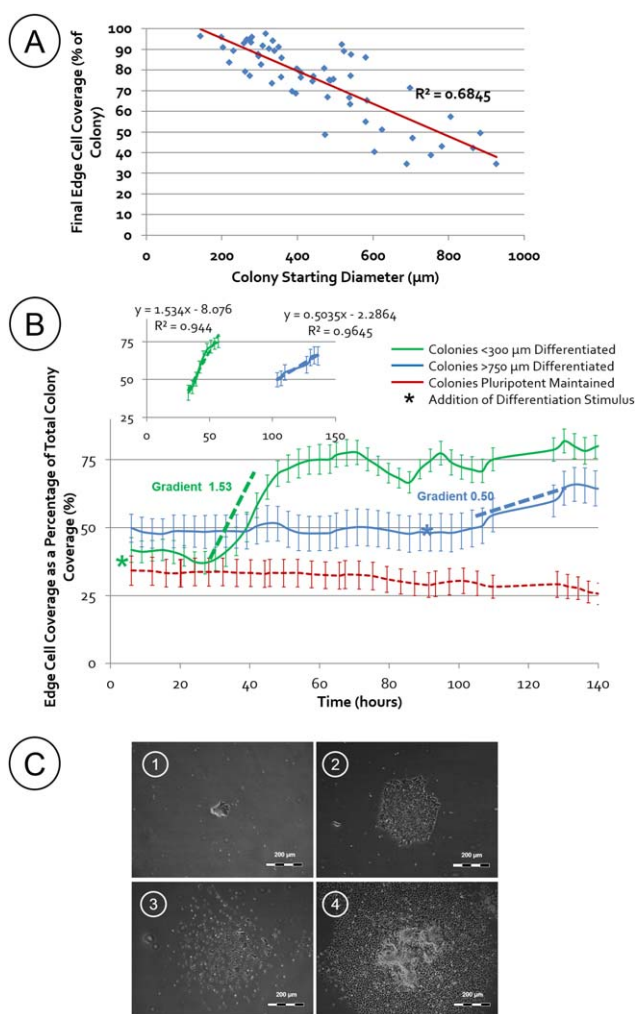 A
Final Edge Cell Coverage (% of
Colony)
100
90
80
70
60
50
40
30
20
10
0
R² = 0.6845
0 200 400 600 800 1000
Colony Starting Diameter (µm)
B
y = 1.534x - 8.076
R² = 0.944
y = 0.5035x - 2.2864
R² = 0.9645
75
50
25
0 50 100 150
Colonies <300 µm Differentiated
Colonies >750 µm Differentiated
Colonies Pluripotent Maintained
* Addition of Differentiation Stimulus
Edge Cell Coverage as a Percentage of Total Colony
Coverage (%)
75
50
25
0
Gradient 1.53
Gradient 0.50
*
*
0 20 40 60 80 100 120 140
Time (hours)
C
1
200 µm
2
200 µm
3
200 µm
4
200 µm